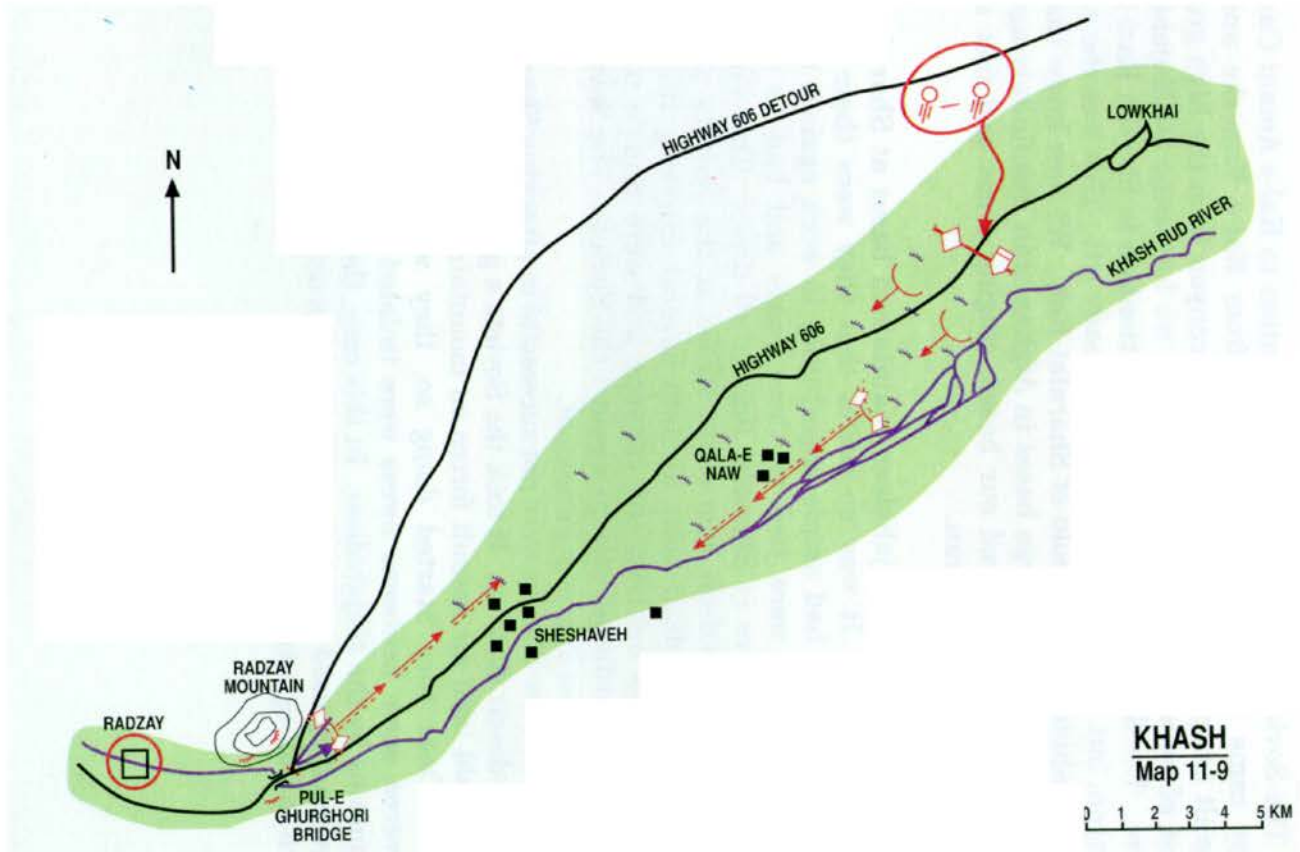 HIGHWAY 606 DETOUR
LOWKHAI
N
KHASH RUD RIVER
HIGHWAY 606
QALA-E
NAW
SHESHAVEH
RADZAY
MOUNTAIN
RADZAY
PUL-E
GHURGHORI
BRIDGE
KHASH
Map 11-9
0 1 2 3 4 5 KM